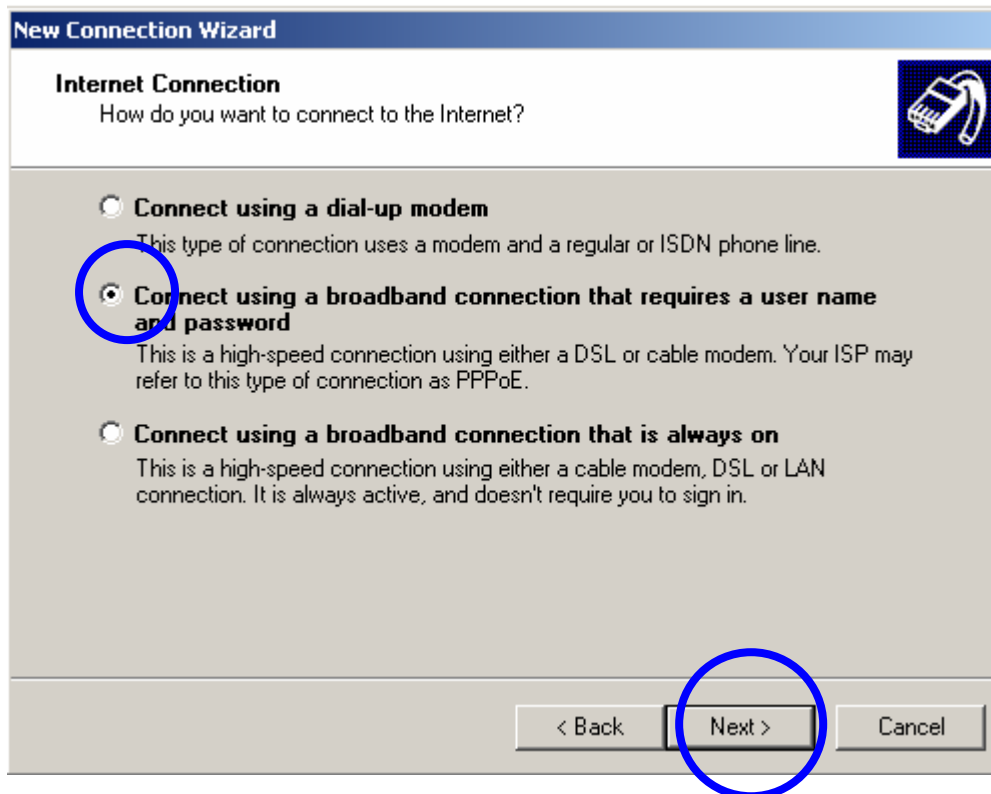 New Connection Wizard
Internet Connection
How do you want to connect to the Internet?
Connect using a dial-up modem
This type of connection uses a modem and a regular or ISDN phone line.
Connect using a broadband connection that requires a user name
and password
This is a high-speed connection using either a DSL or cable modem. Your ISP may
refer to this type of connection as PPPoE.
Connect using a broadband connection that is always on
This is a high-speed connection using either a cable modem, DSL or LAN
connection. It is always active, and doesn't require you to sign in.
< Back Next > Cancel